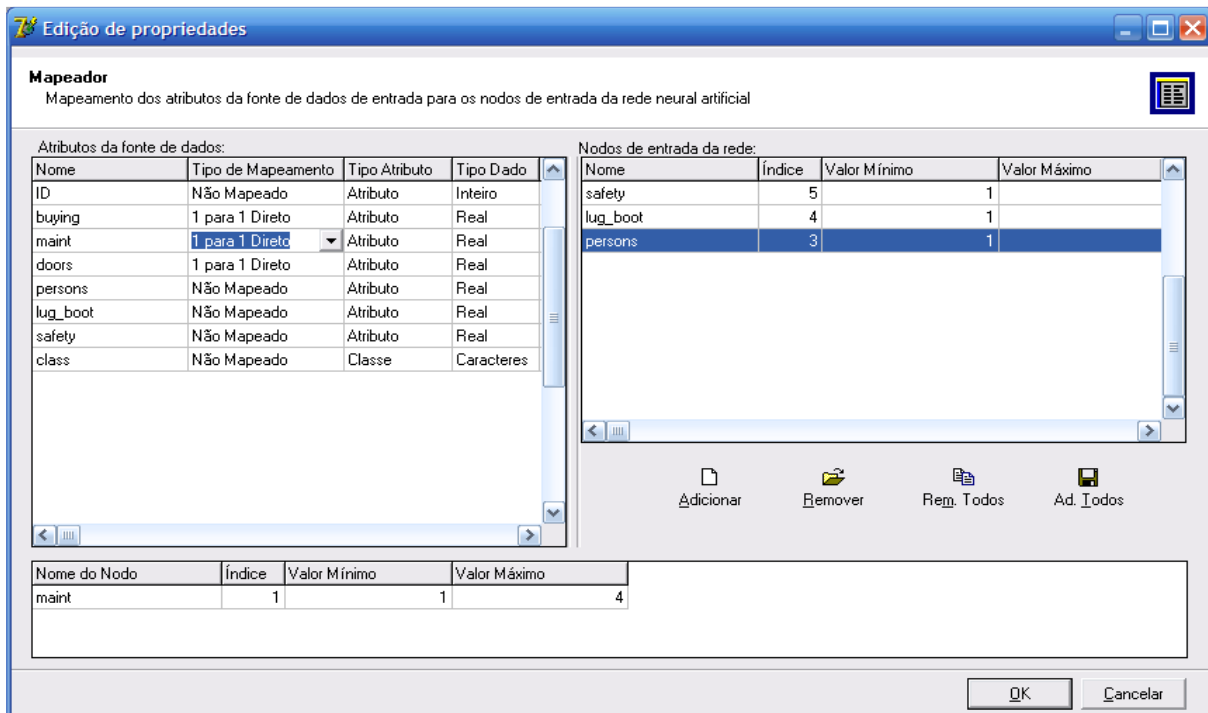 Edição de propriedades
Mapeador
Mapeamento dos atributos da fonte de dados de entrada para os nodos de entrada da rede neural artificial
Atributos da fonte de dados:
Nome Tipo de Mapeamento Tipo Atributo Tipo Dado
ID Não Mapeado Atributo Inteiro
buying 1 para 1 Direto Atributo Real
maint 1 para 1 Direto Atributo Real
doors 1 para 1 Direto Atributo Real
persons Não Mapeado Atributo Real
lug_boot Não Mapeado Atributo Real
safety Não Mapeado Atributo Real
class Não Mapeado Classe Caracteres
Nodos de entrada da rede:
Nome Índice Valor Mínimo Valor Máximo
safety 5 1
lug_boot 4 1
persons 3 1
Adicionar Remover Rem. Todos Ad. Todos
Nome do Nodo Índice Valor Mínimo Valor Máximo
maint 1 1 4
OK Cancelar